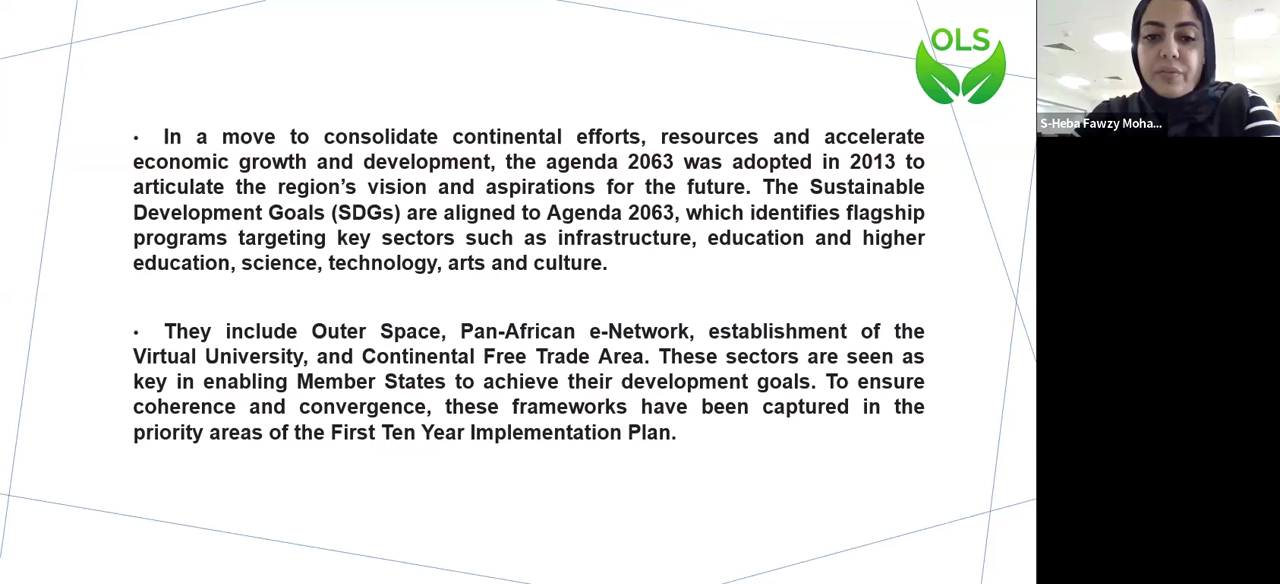 OLS
• In a move to consolidate continental efforts, resources and accelerate
economic growth and development, the agenda 2063 was adopted in 2013 to
articulate the region’s vision and aspirations for the future. The Sustainable
Development Goals (SDGs) are aligned to Agenda 2063, which identifies flagship
programs targeting key sectors such as infrastructure, education and higher
education, science, technology, arts and culture.
• They include Outer Space, Pan-African e-Network, establishment of the
Virtual University, and Continental Free Trade Area. These sectors are seen as
key in enabling Member States to achieve their development goals. To ensure
coherence and convergence, these frameworks have been captured in the
priority areas of the First Ten Year Implementation Plan.
S-Heba Fawzy Moha...